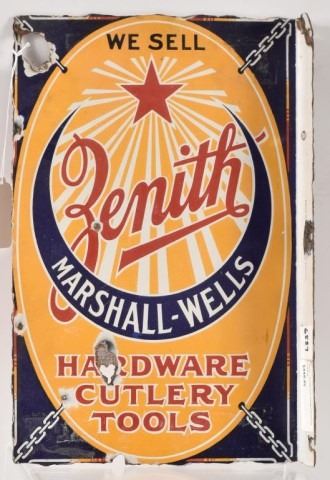 WE SELL
Zenith
MARSHALL-WELLS
HARDWARE
CUTLERY
TOOLS